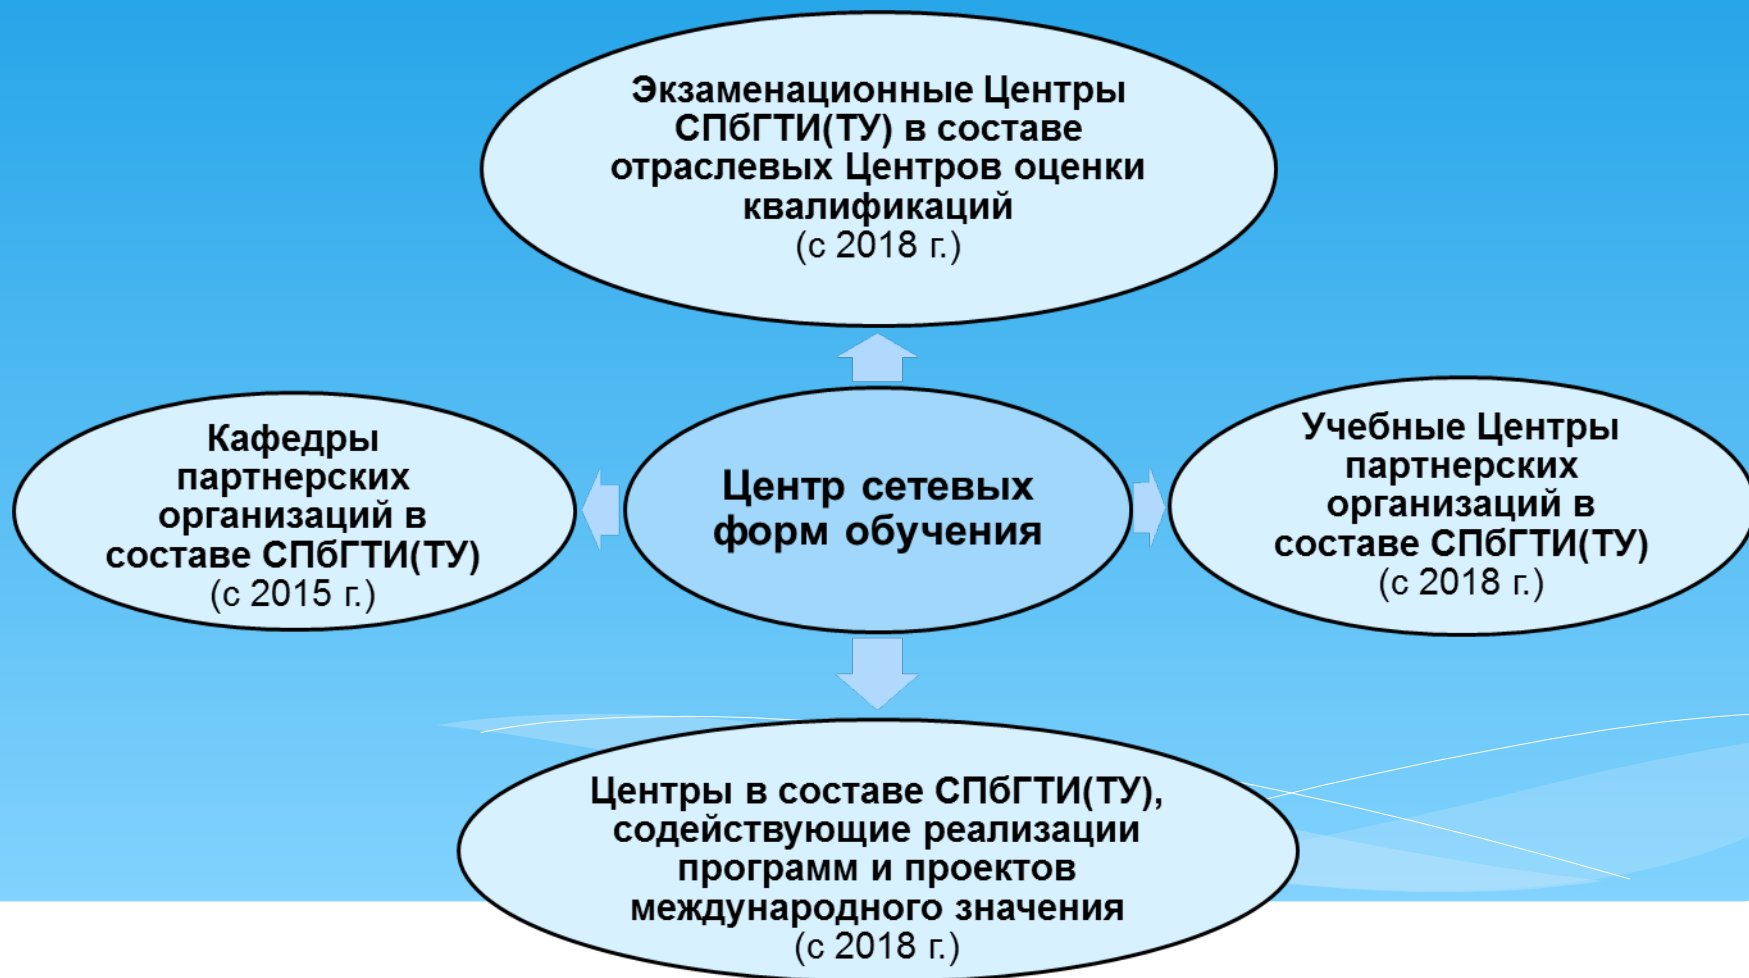 Экзаменационные Центры
СПбГТИ(ТУ) в составе
отраслевых Центров оценки
квалификаций
(с 2018 г.)
Кафедры
партнерских
организаций в
составе СПбГТИ(ТУ)
(с 2015 г.)
Центр сетевых
форм обучения
Учебные Центры
партнерских
организаций в
составе СПбГТИ(ТУ)
(с 2018 г.)
Центры в составе СПбГТИ(ТУ),
содействующие реализации
программ и проектов
международного значения
(с 2018 г.)